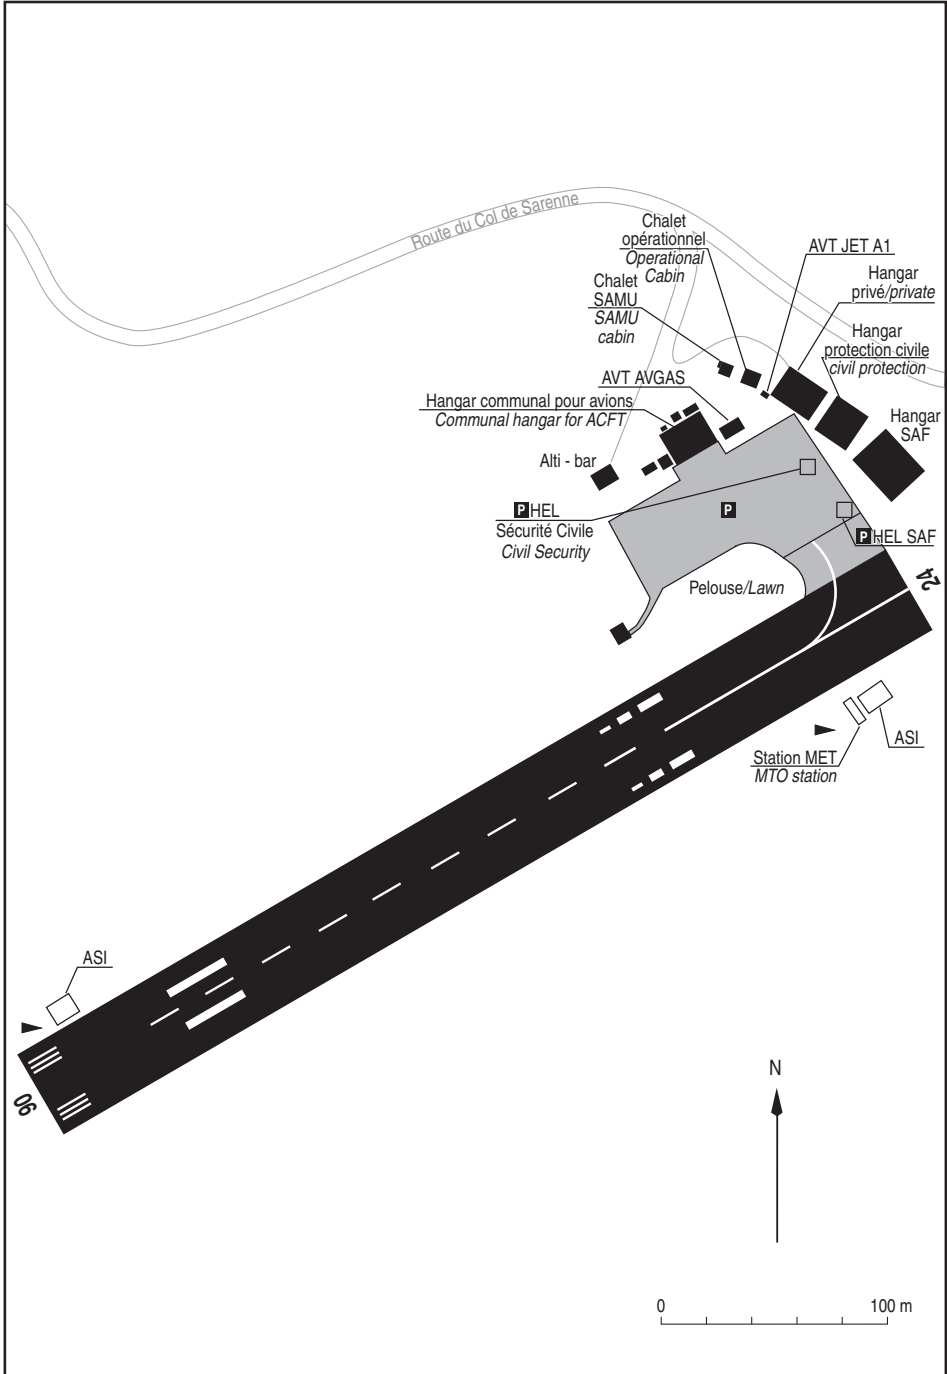 Route du Col de Sarenne
Chalet
opérationnel
Operational
Cabin
AVT JET A1
Hangar
privé/private
Chalet
SAMU
SAMU
cabin
Hangar
protection civile
civil protection
AVT AVGAS
Hangar communal pour avions
Communal hangar for ACFT
Hangar
SAF
Alti - bar
P HEL
Sécurité Civile
Civil Security
P
P HEL SAF
24
Pelouse/Lawn
ASI
Station MET
MTO station
ASI
06
N
0 100 m